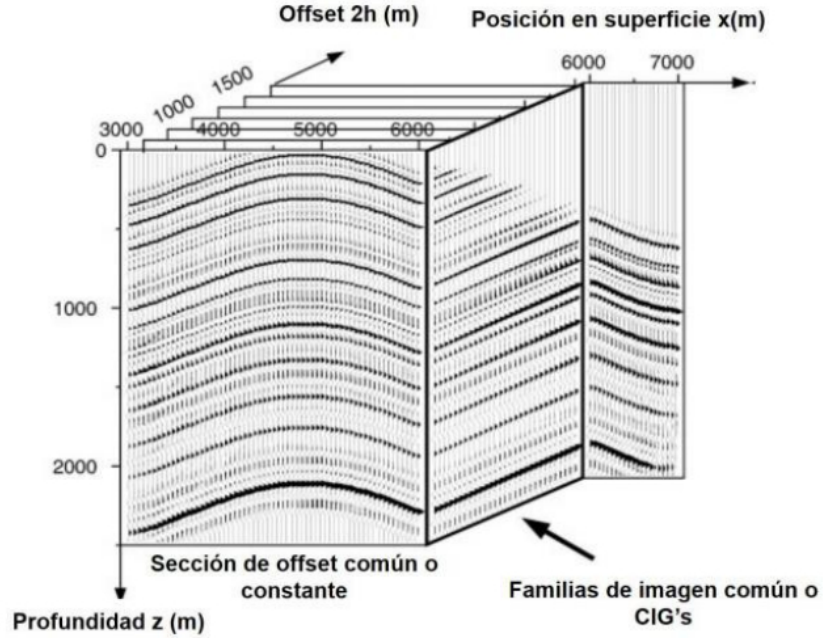 Offset 2h (m)
Posición en superficie x(m)
6000 7000
1500
1000
3000 4000 5000 6000
0
1000
2000
Sección de offset común o
constante
Familias de imagen común o
CIG's
Profundidad z (m)